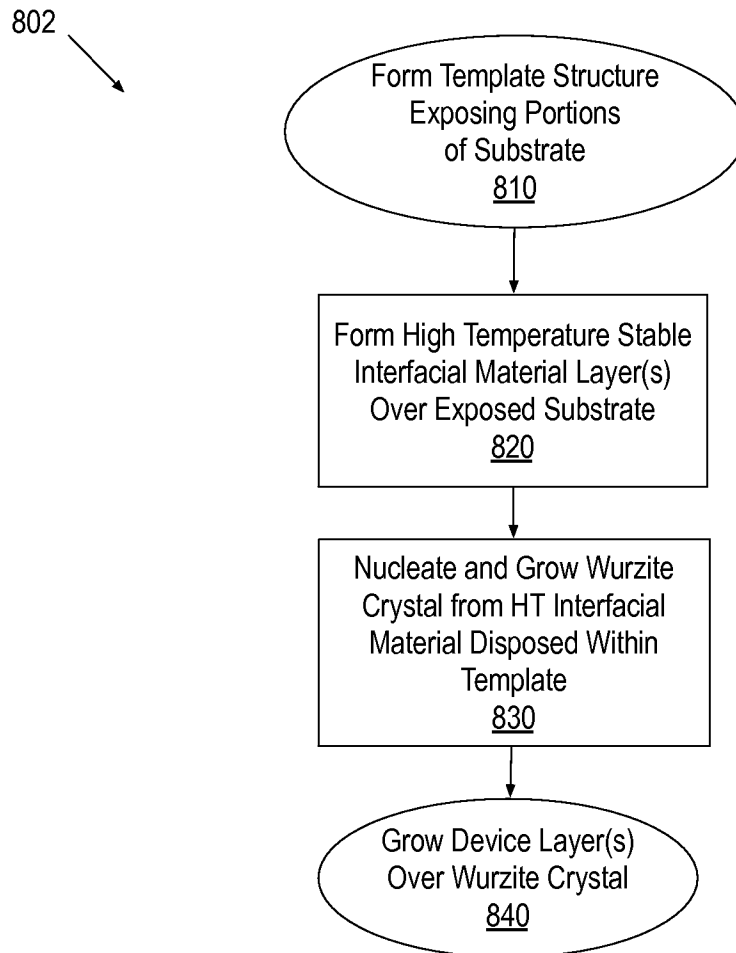 802
Form Template Structure
Exposing Portions
of Substrate
810
Form High Temperature Stable
Interfacial Material Layer(s)
Over Exposed Substrate
820
Nucleate and Grow Wurzite
Crystal from HT Interfacial
Material Disposed Within
Template
830
Grow Device Layer(s)
Over Wurzite Crystal
840